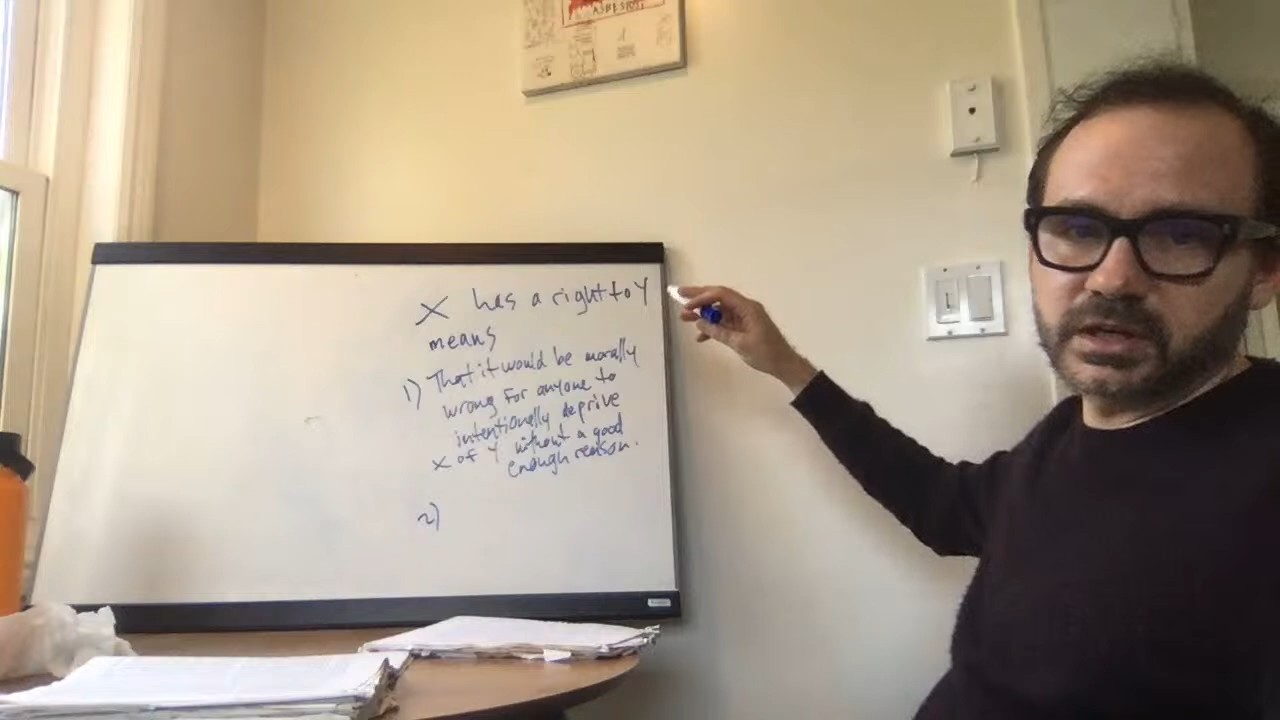 ASBESTOS
X has a right to Y
means
1) That it would be morally
wrong for anyone to
intentionally deprive
X of Y without a good
enough reason.
2)